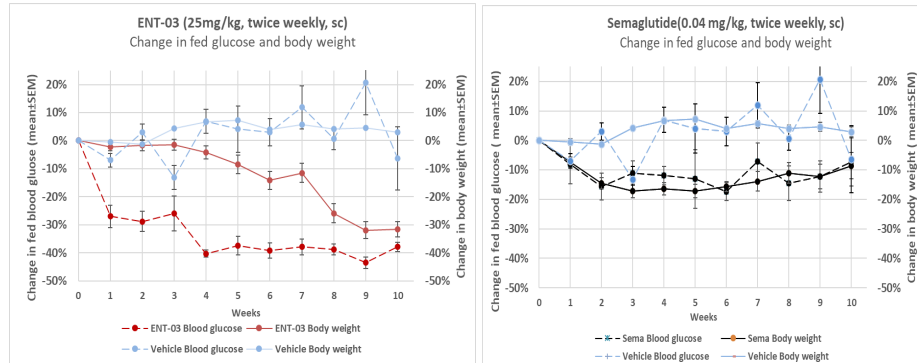 ENT-03 (25mg/kg, twice weekly, sc)
Change in fed glucose and body weight
Change in fed blood glucose (mean±SEM)
20%
10%
0%
-10%
-20%
-30%
-40%
-50%
20%
10%
0%
-10%
-20%
-30%
-40%
-50%
Change in body weight (mean±SEM)
0 1 2 3 4 5 6 7 8 9 10
Weeks
ENT-03 Blood glucose ENT-03 Body weight
Vehicle Blood glucose Vehicle Body weight
Semaglutide(0.04 mg/kg, twice weekly, sc)
Change in fed glucose and body weight
Change in fed blood glucose (mean±SEM)
20%
10%
0%
-10%
-20%
-30%
-40%
-50%
20%
10%
0%
-10%
-20%
-30%
-40%
-50%
Change in body weight (mean±SEM)
0 1 2 3 4 5 6 7 8 9 10
Weeks
Sema Blood glucose Sema Body weight
Vehicle Blood glucose Vehicle Body weight